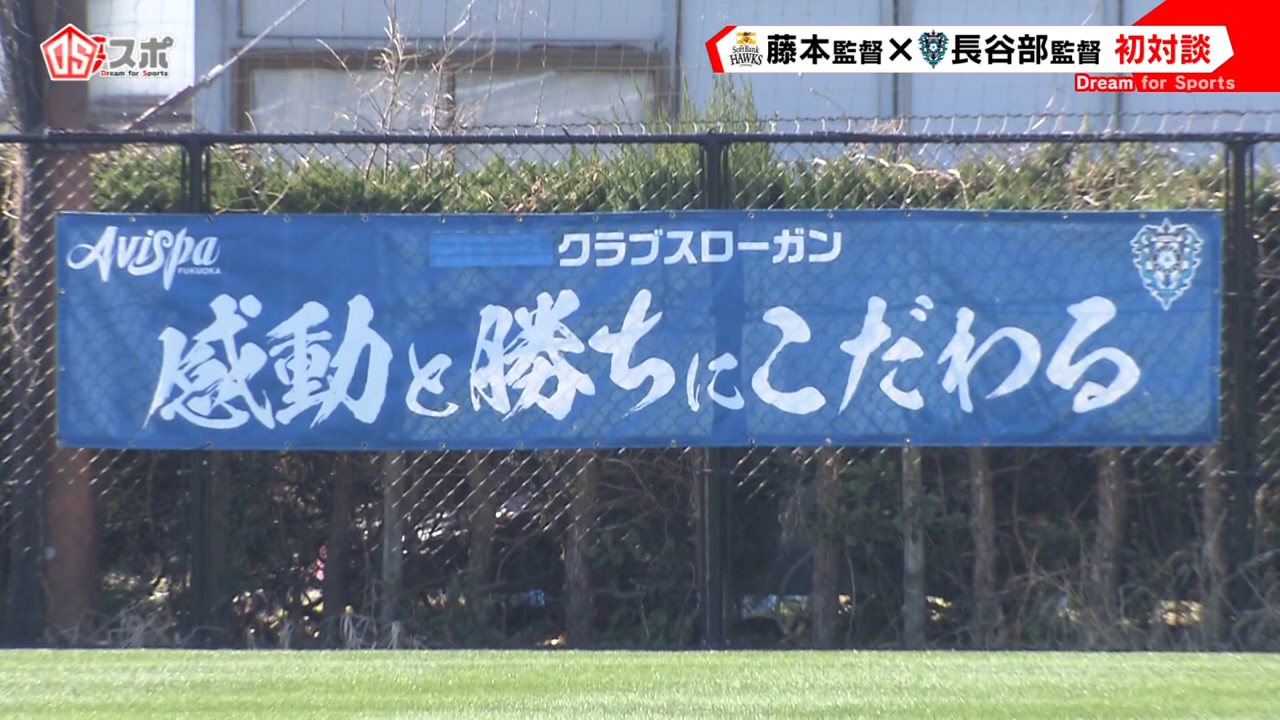 ドスポ
Dream for Sports
SoftBank HAWKS 藤本監督×長谷部監督 初対談
Dream for Sports
Avispa FUKUOKA
クラブスローガン
感動と勝ちにこだわる